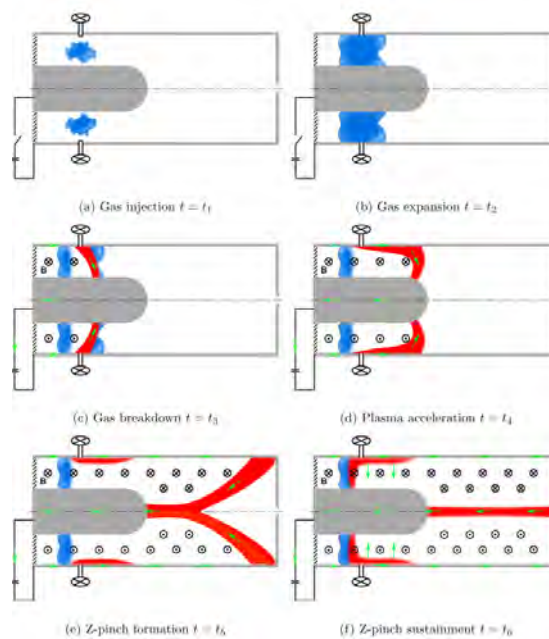 (a) Gas injection t = t₁
(b) Gas expansion t = t₂
B
B
(c) Gas breakdown t = t₃
(d) Plasma acceleration t = t₄
B
B
(e) Z-pinch formation t = t₅
(f) Z-pinch sustainment t = t₆